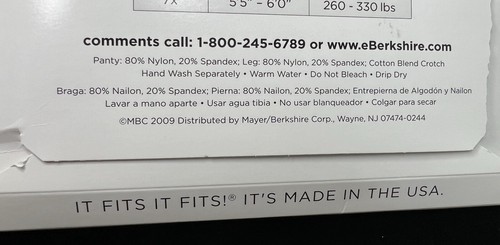 7X 5'5" - 6'0" 260 - 330 lbs
comments call: 1-800-245-6789 or www.eBerkshire.com
Panty: 80% Nylon, 20% Spandex; Leg: 80% Nylon, 20% Spandex; Cotton Blend Crotch
Hand Wash Separately • Warm Water • Do Not Bleach • Drip Dry
Braga: 80% Nailon, 20% Spandex; Pierna: 80% Nailon, 20% Spandex; Entrepierna de Algodón y Nailon
Lavar a mano aparte • Usar agua tibia • No usar blanqueador • Colgar para secar
©MBC 2009 Distributed by Mayer/Berkshire Corp., Wayne, NJ 07474-0244
IT FITS IT FITS!® IT'S MADE IN THE USA.